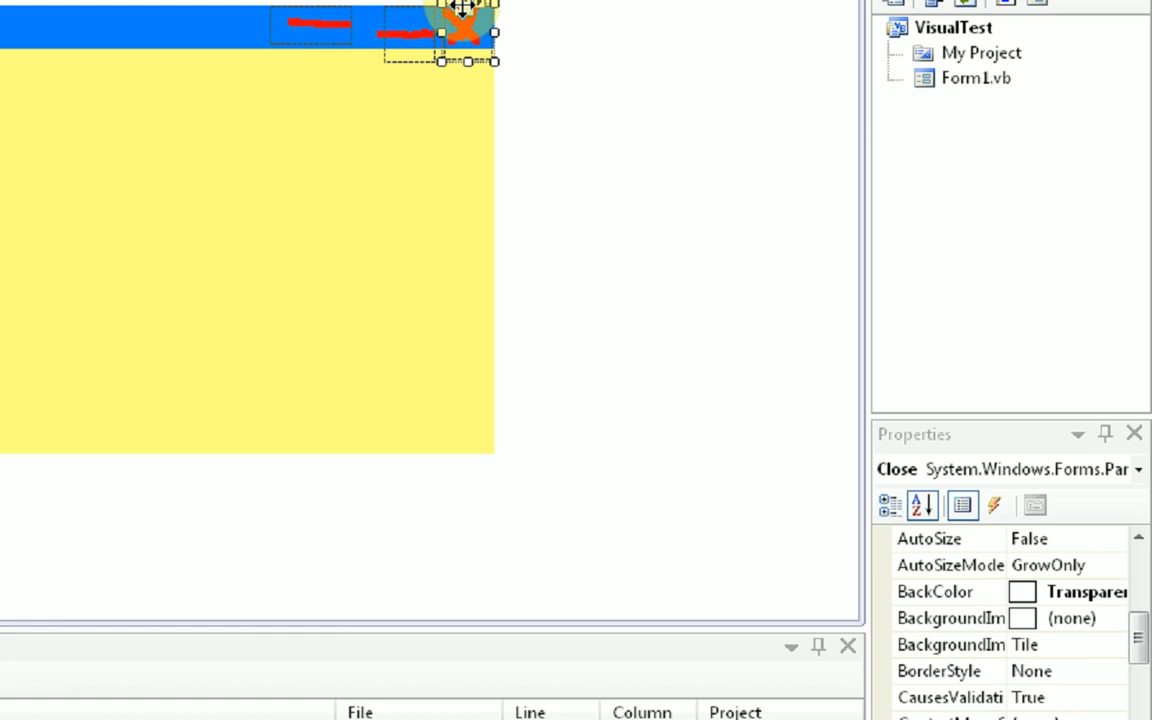 VisualTest
My Project
Form1.vb
Properties
Close System.Windows.Forms.Par
AutoSize False
AutoSizeMode GrowOnly
BackColor Transparer
BackgroundIm (none)
BackgroundIm Tile
BorderStyle None
CausesValidati True
File Line Column Project